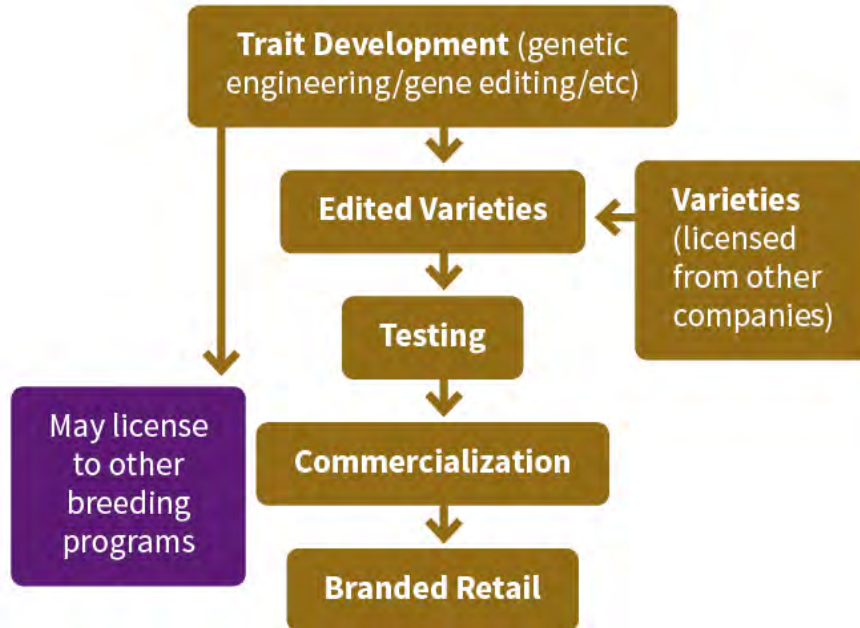 Trait Development (genetic
engineering/gene editing/etc)
Edited Varieties
Varieties
(licensed
from other
companies)
Testing
May license
to other
breeding
programs
Commercialization
Branded Retail